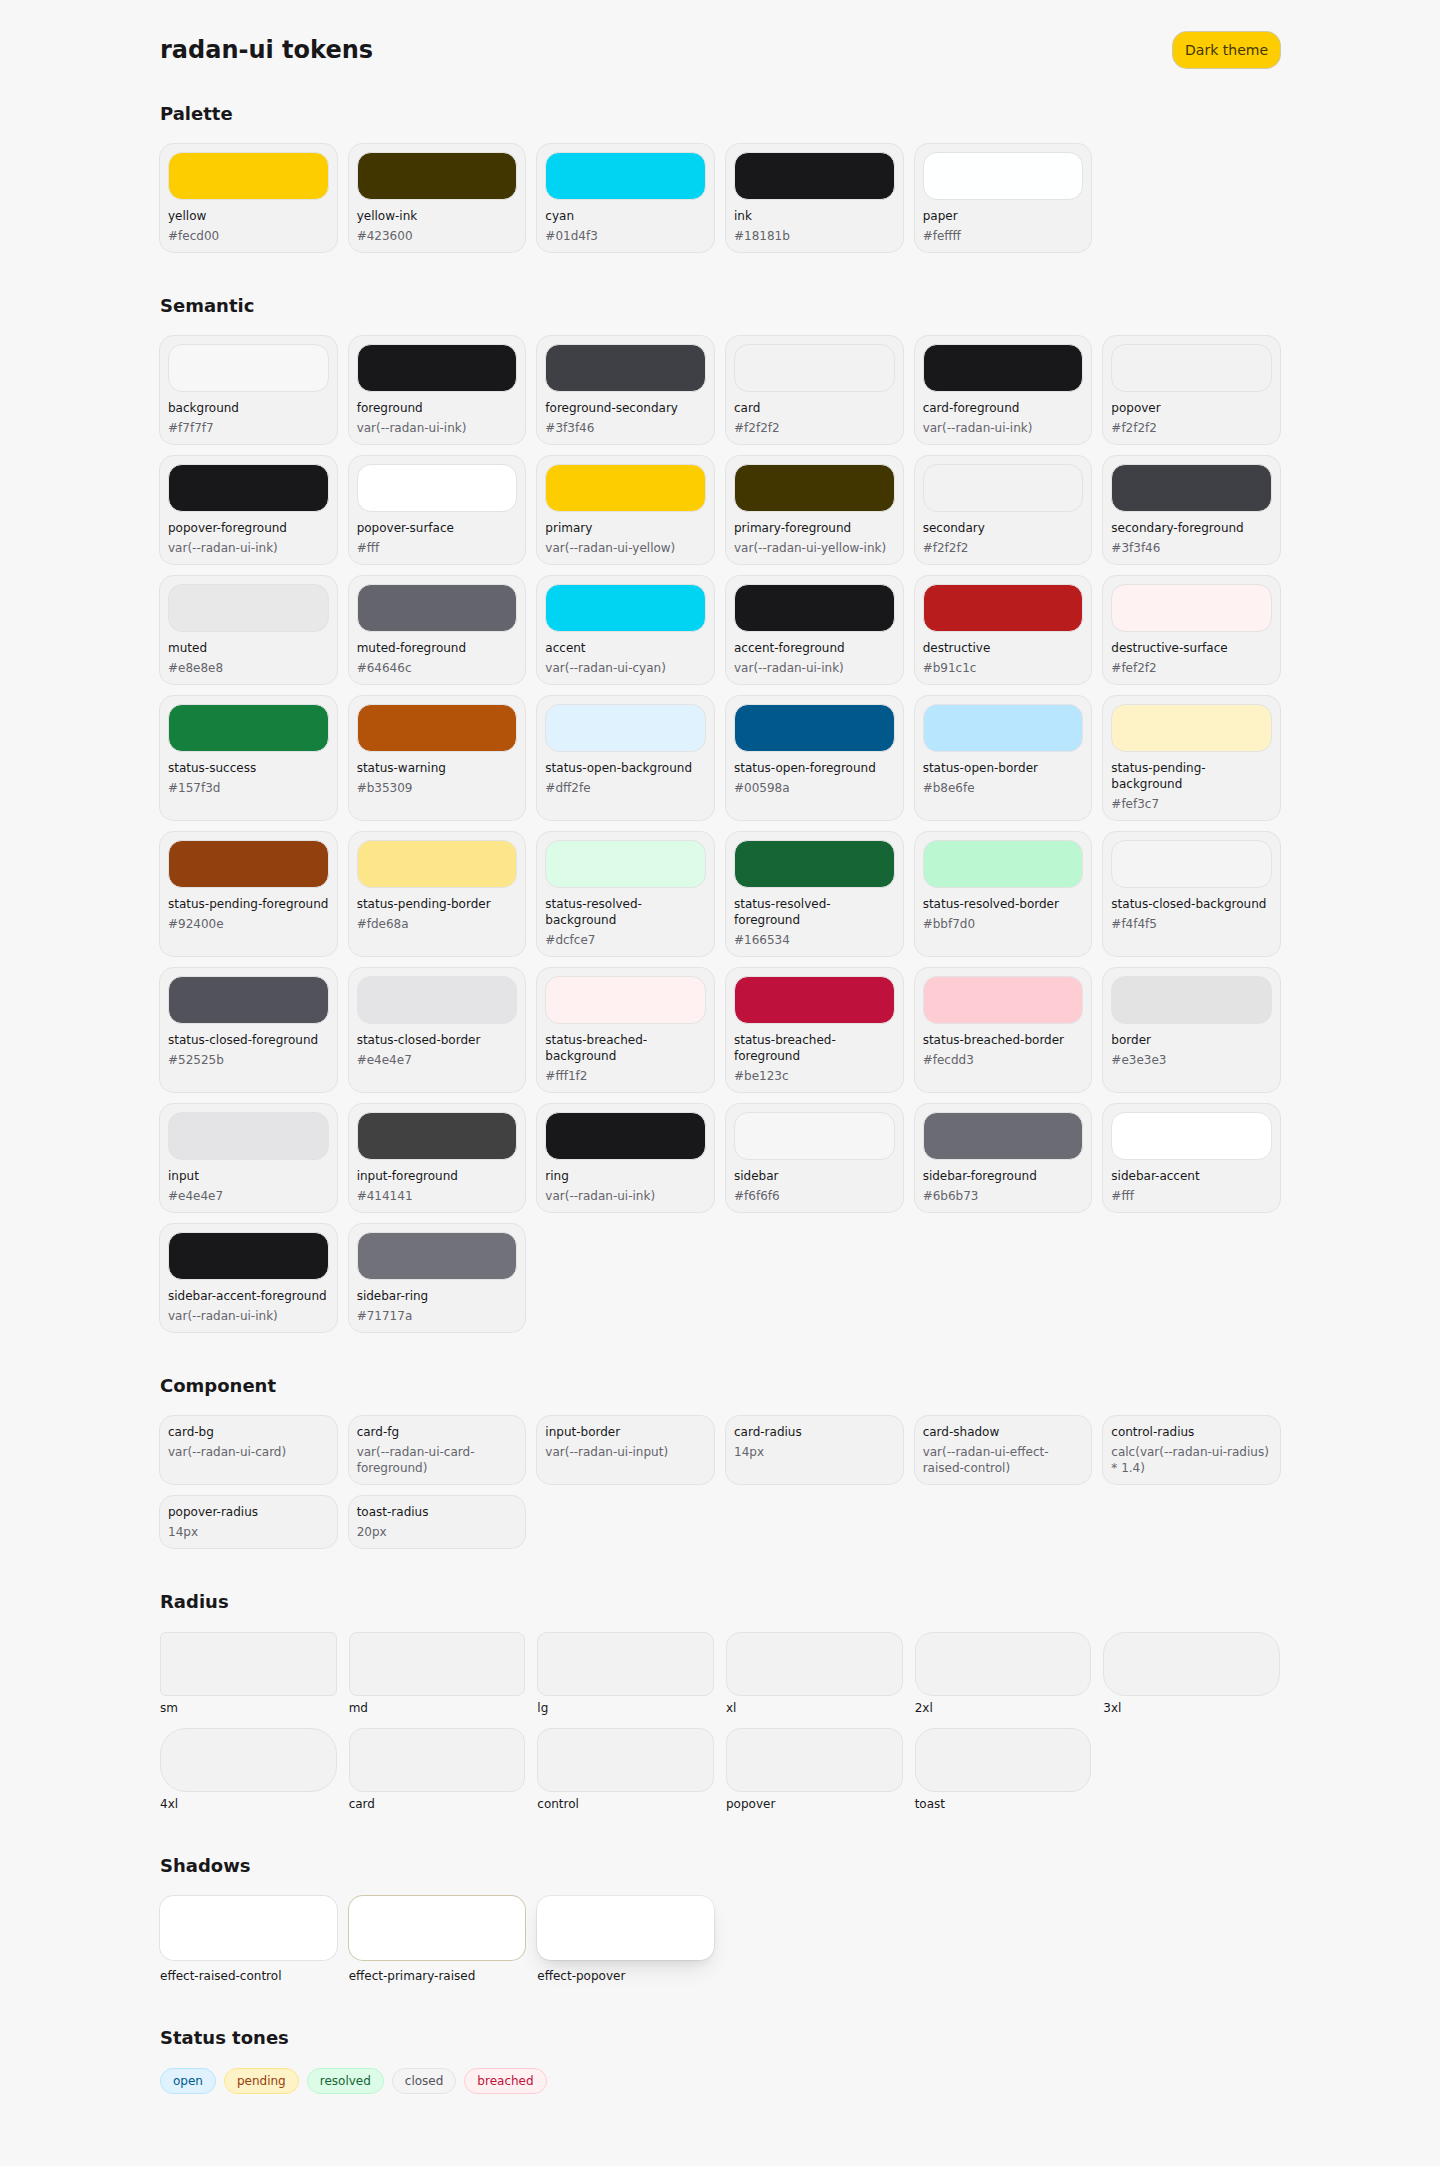 radan-ui tokens
Dark theme
Palette
yellow
#fecd00
yellow-ink
#423600
cyan
#01d4f3
ink
#18181b
paper
#feffff
Semantic
background
#f7f7f7
foreground
var(--radan-ui-ink)
foreground-secondary
#3f3f46
card
#f2f2f2
card-foreground
var(--radan-ui-ink)
popover
#f2f2f2
popover-foreground
var(--radan-ui-ink)
popover-surface
#fff
primary
var(--radan-ui-yellow)
primary-foreground
var(--radan-ui-yellow-ink)
secondary
#f2f2f2
secondary-foreground
#3f3f46
muted
#e8e8e8
muted-foreground
#64646c
accent
var(--radan-ui-cyan)
accent-foreground
var(--radan-ui-ink)
destructive
#b91c1c
destructive-surface
#fef2f2
status-success
#157f3d
status-warning
#b35309
status-open-background
#dff2fe
status-open-foreground
#00598a
status-open-border
#b8e6fe
status-pending-
background
#fef3c7
status-pending-foreground
#92400e
status-pending-border
#fde68a
status-resolved-
background
#dcfce7
status-resolved-
foreground
#166534
status-resolved-border
#bbf7d0
status-closed-background
#f4f4f5
status-closed-foreground
#52525b
status-closed-border
#e4e4e7
status-breached-
background
#fff1f2
status-breached-
foreground
#be123c
status-breached-border
#fecdd3
border
#e3e3e3
input
#e4e4e7
input-foreground
#414141
ring
var(--radan-ui-ink)
sidebar
#f6f6f6
sidebar-foreground
#6b6b73
sidebar-accent
#fff
sidebar-accent-foreground
var(--radan-ui-ink)
sidebar-ring
#71717a
Component
card-bg
var(--radan-ui-card)
card-fg
var(--radan-ui-card-
foreground)
input-border
var(--radan-ui-input)
card-radius
14px
card-shadow
var(--radan-ui-effect-
raised-control)
control-radius
calc(var(--radan-ui-radius)
* 1.4)
popover-radius
14px
toast-radius
20px
Radius
sm
md
lg
xl
2xl
3xl
4xl
card
control
popover
toast
Shadows
effect-raised-control
effect-primary-raised
effect-popover
Status tones
open
pending
resolved
closed
breached